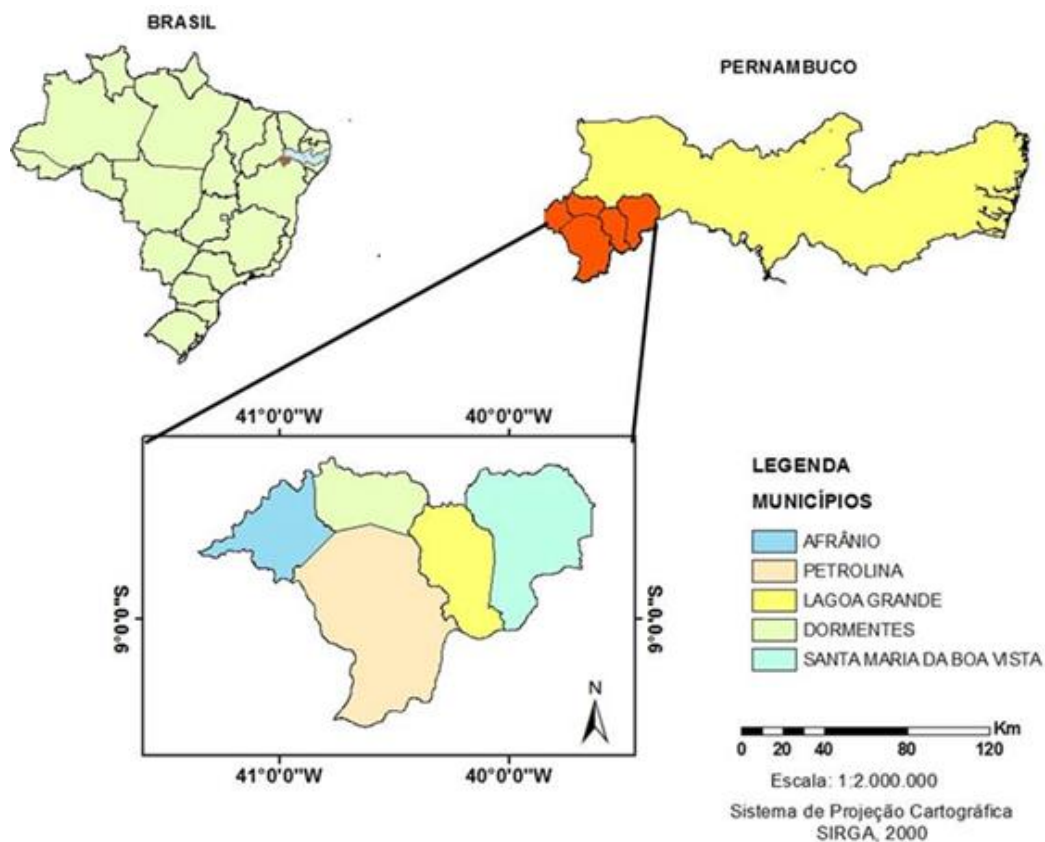 BRASIL
PERNAMBUCO
41°0'0"W 40°0'0"W
9°0'0"S
9°0'0"S
41°0'0"W 40°0'0"W
N
LEGENDA
MUNICÍPIOS
AFRÂNIO
PETROLINA
LAGOA GRANDE
DORMENTES
SANTA MARIA DA BOA VISTA
Km
0 20 40 80 120
Escala: 1:2.000.000
Sistema de Projeção Cartográfica
SIRGA, 2000